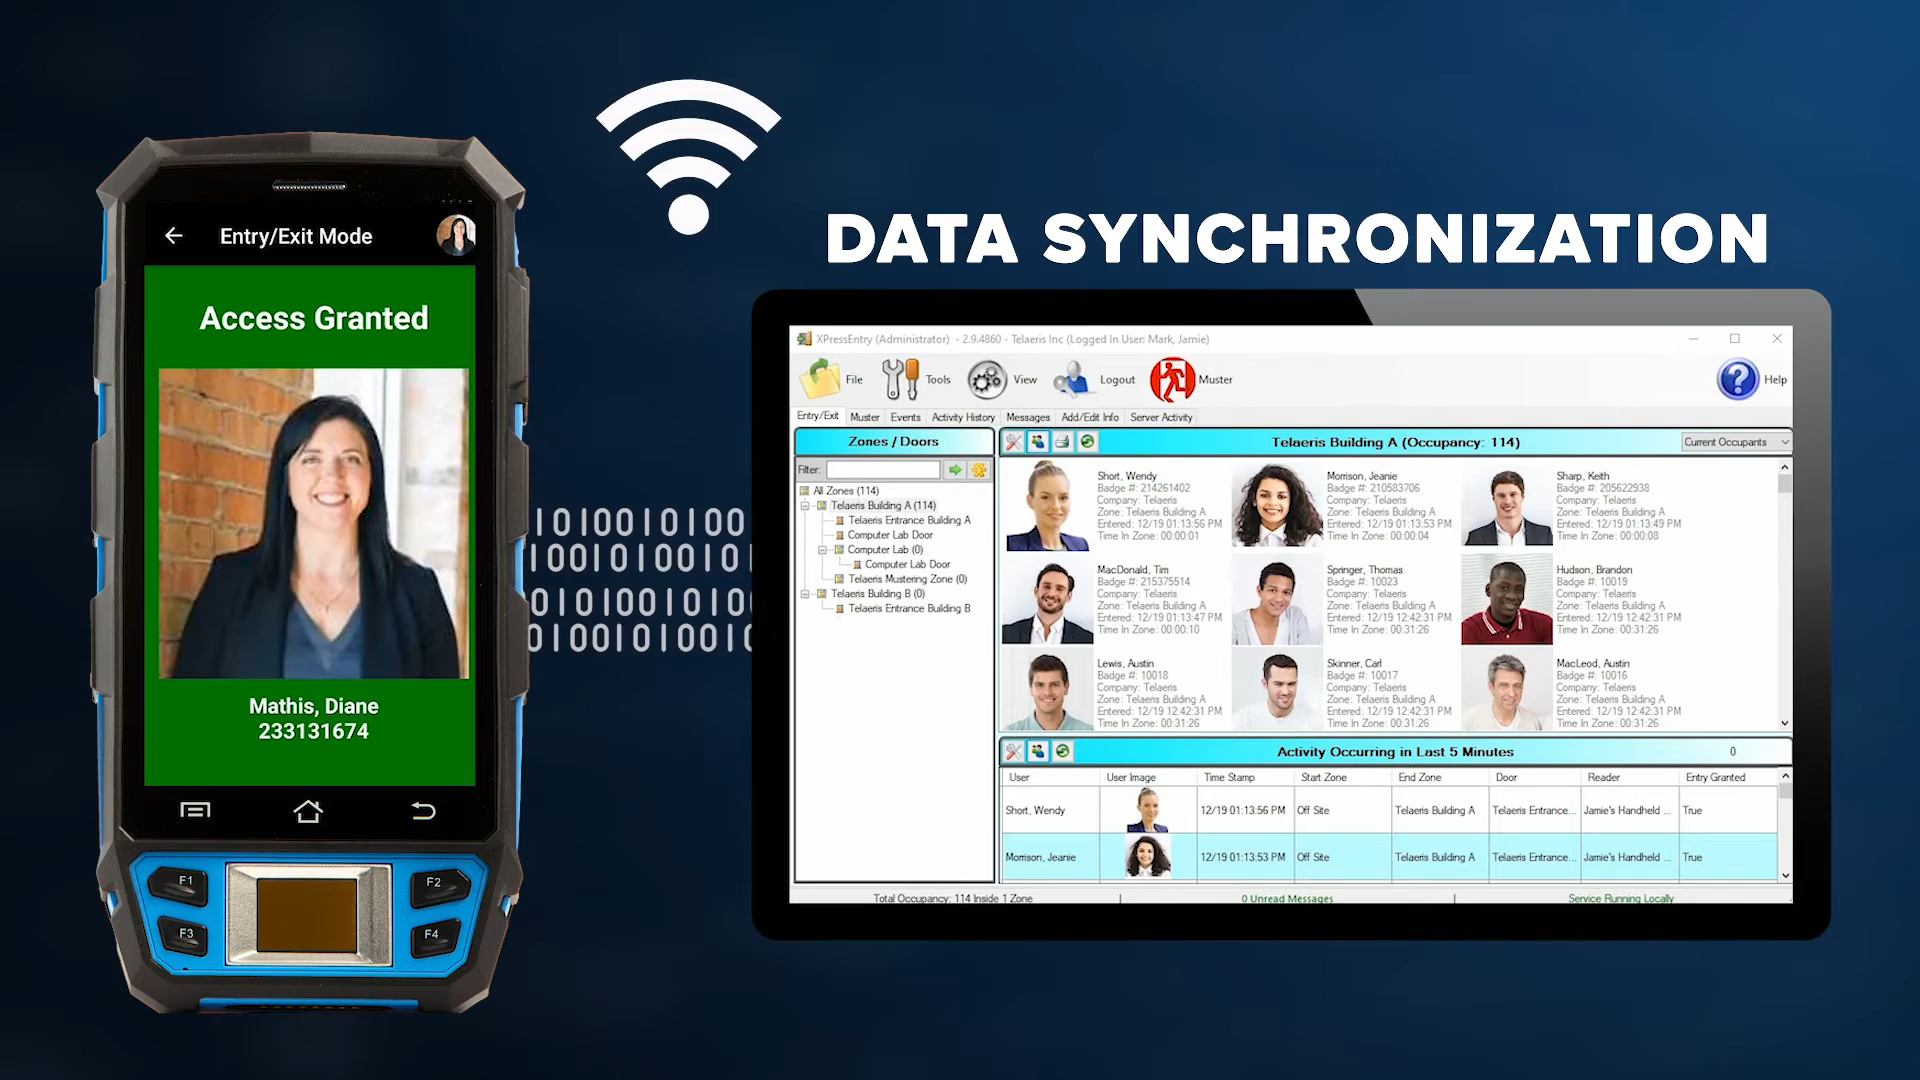 Entry/Exit Mode
Access Granted
Mathis, Diane
233131674
F1
F2
F3
F4
1010010100
100101001010
0101001010
0100101001
DATA SYNCHRONIZATION
XPressEntry (Administrator) - 2.9.4860 - Telaeris Inc (Logged In User: Mark, Jamie)
File Tools View Logout Muster Help
Entry/Exit Muster Events Activity History Messages Add/Edit Info Server Activity
Zones / Doors
Filter:
All Zones (114)
Telaeris Building A (114)
Telaeris Entrance Building A
Computer Lab Door
Computer Lab (0)
Computer Lab Door
Telaeris Mustering Zone (0)
Telaeris Building B (0)
Telaeris Entrance Building B
Telaeris Building A (Occupancy: 114)
Current Occupants
Short, Wendy
Badge #: 214261402
Company: Telaeris
Zone: Telaeris Building A
Entered: 12/19 01:13:56 PM
Time In Zone: 00:00:01
Morrison, Jeanie
Badge #: 210583706
Company: Telaeris
Zone: Telaeris Building A
Entered: 12/19 01:13:53 PM
Time In Zone: 00:00:04
Sharp, Keith
Badge #: 205622938
Company: Telaeris
Zone: Telaeris Building A
Entered: 12/19 01:13:49 PM
Time In Zone: 00:00:08
MacDonald, Tim
Badge #: 215375514
Company: Telaeris
Zone: Telaeris Building A
Entered: 12/19 01:13:47 PM
Time In Zone: 00:00:10
Springer, Thomas
Badge #: 10023
Company: Telaeris
Zone: Telaeris Building A
Entered: 12/19 12:42:31 PM
Time In Zone: 00:31:26
Hudson, Brandon
Badge #: 10019
Company: Telaeris
Zone: Telaeris Building A
Entered: 12/19 12:42:31 PM
Time In Zone: 00:31:26
Lewis, Austin
Badge #: 10018
Company: Telaeris
Zone: Telaeris Building A
Entered: 12/19 12:42:31 PM
Time In Zone: 00:31:26
Skinner, Carl
Badge #: 10017
Company: Telaeris
Zone: Telaeris Building A
Entered: 12/19 12:42:31 PM
Time In Zone: 00:31:26
MacLeod, Austin
Badge #: 10016
Company: Telaeris
Zone: Telaeris Building A
Entered: 12/19 12:42:31 PM
Time In Zone: 00:31:26
Activity Occurring in Last 5 Minutes 0
User User Image Time Stamp Start Zone End Zone Door Reader Entry Granted
Short, Wendy 12/19 01:13:56 PM Off Site Telaeris Building A Telaeris Entrance... Jamie's Handheld ... True
Morrison, Jeanie 12/19 01:13:53 PM Off Site Telaeris Building A Telaeris Entrance... Jamie's Handheld ... True
Total Occupancy: 114 Inside 1 Zone | 0 Unread Messages | Service Running Locally